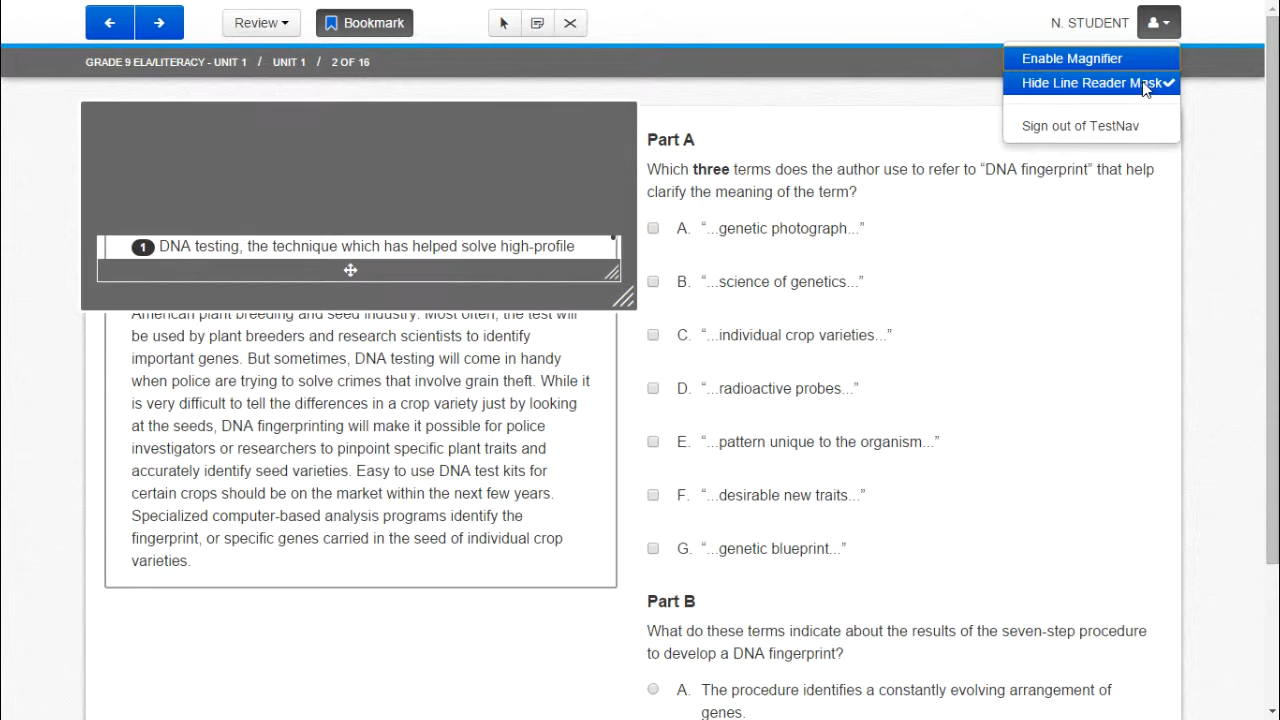 Review
Bookmark
N. STUDENT
Enable Magnifier
Hide Line Reader Mask
Sign out of TestNav
GRADE 9 ELA/LITERACY - UNIT 1 / UNIT 1 / 2 OF 16
1 DNA testing, the technique which has helped solve high-profile
American plant breeding and seed industry. Most often, the test will
be used by plant breeders and research scientists to identify
important genes. But sometimes, DNA testing will come in handy
when police are trying to solve crimes that involve grain theft. While it
is very difficult to tell the differences in a crop variety just by looking
at the seeds, DNA fingerprinting will make it possible for police
investigators or researchers to pinpoint specific plant traits and
accurately identify seed varieties. Easy to use DNA test kits for
certain crops should be on the market within the next few years.
Specialized computer-based analysis programs identify the
fingerprint, or specific genes carried in the seed of individual crop
varieties.
Part A
Which three terms does the author use to refer to “DNA fingerprint” that help
clarify the meaning of the term?
A. “...genetic photograph...”
B. “...science of genetics...”
C. “...individual crop varieties...”
D. “...radioactive probes...”
E. “...pattern unique to the organism...”
F. “...desirable new traits...”
G. “...genetic blueprint...”
Part B
What do these terms indicate about the results of the seven-step procedure
to develop a DNA fingerprint?
A. The procedure identifies a constantly evolving arrangement of
genes.